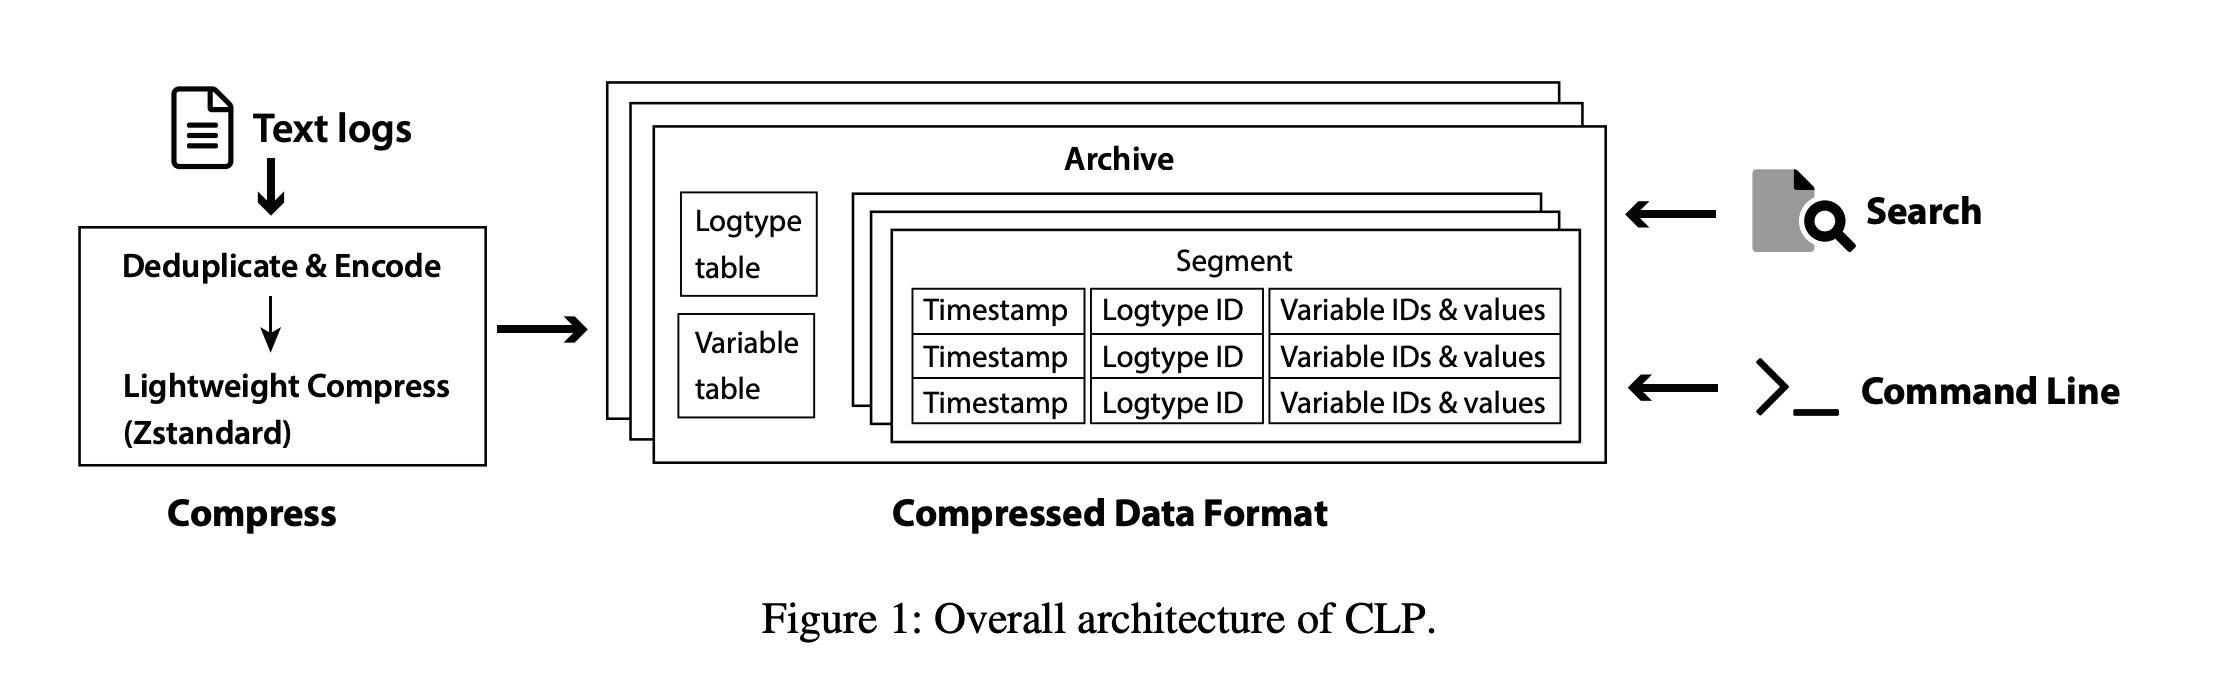 Text logs
Deduplicate & Encode
Lightweight Compress
(Zstandard)
Compress
Archive
Logtype
table
Variable
table
Segment
Timestamp Logtype ID Variable IDs & values
Timestamp Logtype ID Variable IDs & values
Timestamp Logtype ID Variable IDs & values
Compressed Data Format
Search
Command Line
Figure 1: Overall architecture of CLP.